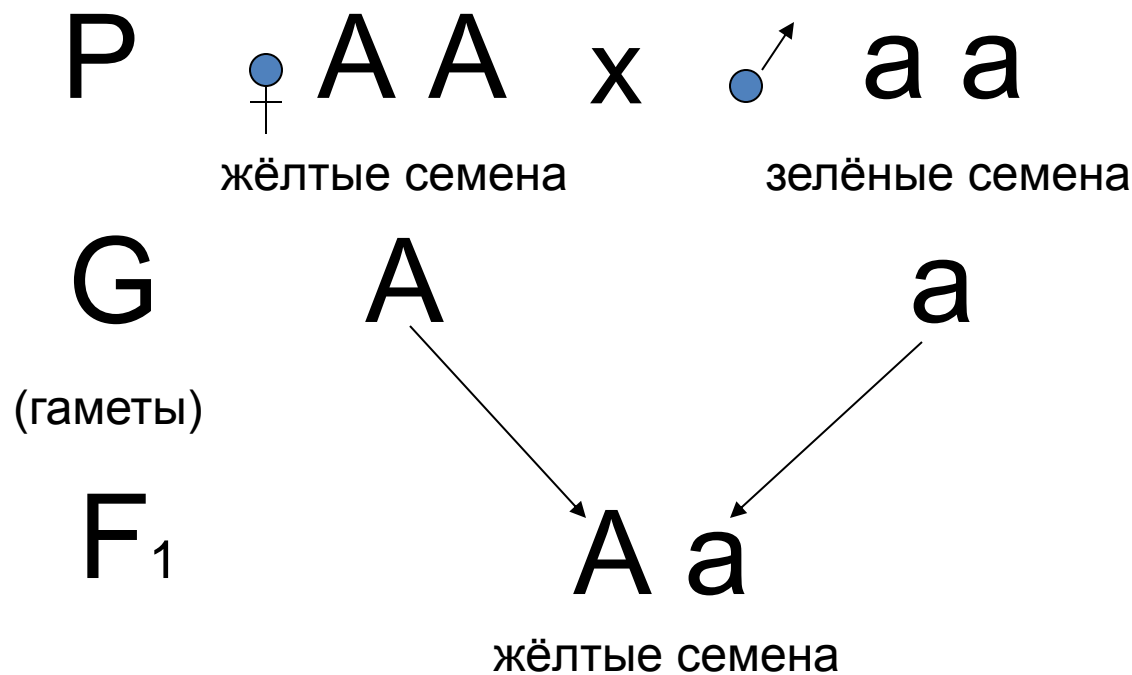 P ♀ A A x ♂ a a
жёлтые семена зелёные семена
G A a
(гаметы)
F₁ A a
жёлтые семена